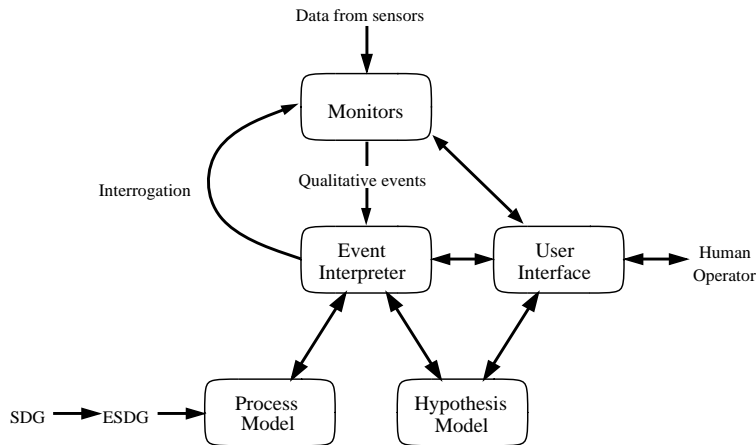 Data from sensors
Monitors
Interrogation
Qualitative events
Event
Interpreter
User
Interface
Human
Operator
SDG
ESDG
Process
Model
Hypothesis
Model